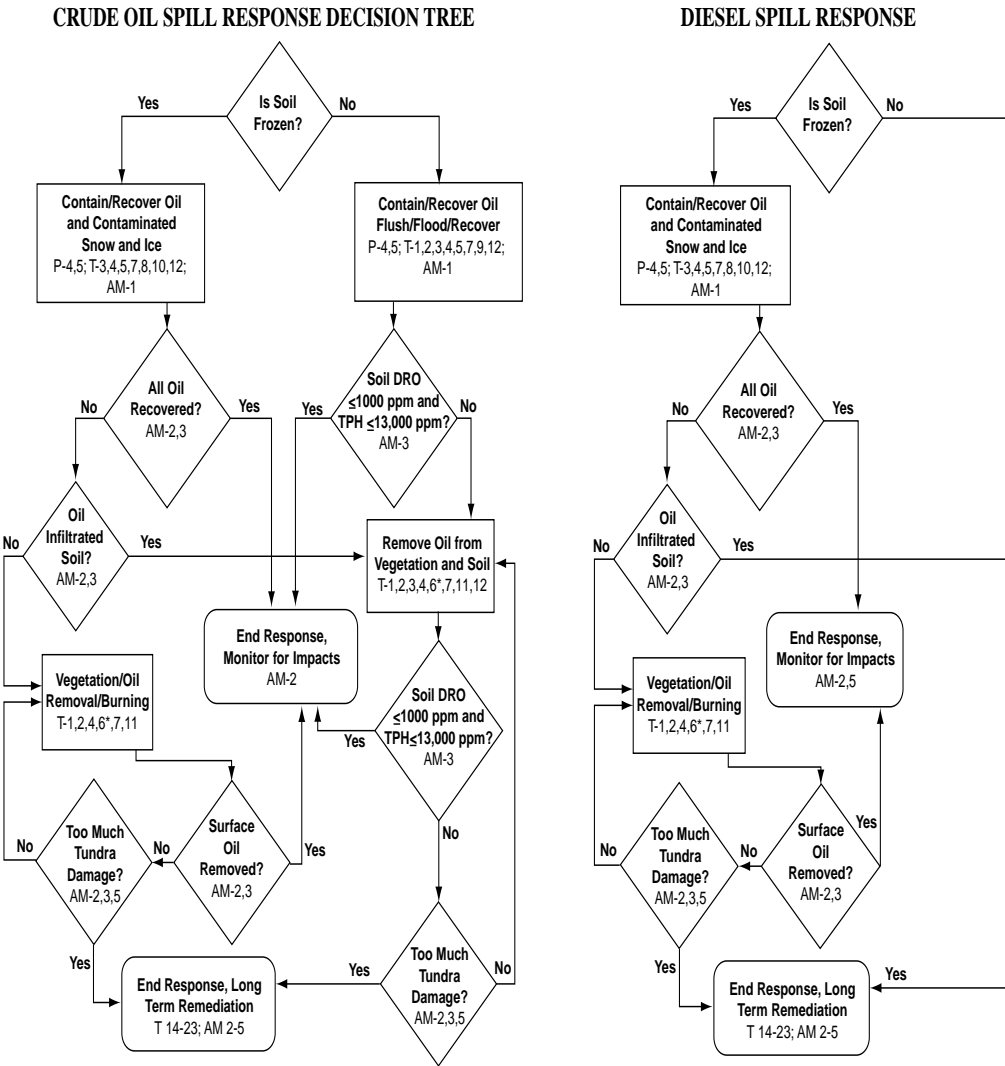 CRUDE OIL SPILL RESPONSE DECISION TREE
Is Soil
Frozen?
Yes
No
Contain/Recover Oil
and Contaminated
Snow and Ice
P-4,5; T-3,4,5,7,8,10,12;
AM-1
Contain/Recover Oil
Flush/Flood/Recover
P-4,5; T-1,2,3,4,5,7,9,12;
AM-1
All Oil
Recovered?
AM-2,3
No
Yes
Soil DRO
≤1000 ppm and
TPH ≤13,000 ppm?
AM-3
Yes
No
Oil
Infiltrated
Soil?
AM-2,3
No
Yes
Remove Oil from
Vegetation and Soil
T-1,2,3,4,6*,7,11,12
End Response,
Monitor for Impacts
AM-2
Vegetation/Oil
Removal/Burning
T-1,2,4,6*,7,11
Soil DRO
≤1000 ppm and
TPH≤13,000 ppm?
AM-3
Yes
No
Too Much
Tundra
Damage?
AM-2,3,5
No
No
Surface
Oil
Removed?
AM-2,3
Yes
Yes
End Response, Long
Term Remediation
T 14-23; AM 2-5
Yes
Too Much
Tundra
Damage?
AM-2,3,5
No
DIESEL SPILL RESPONSE
Is Soil
Frozen?
Yes
No
Contain/Recover Oil
and Contaminated
Snow and Ice
P-4,5; T-3,4,5,7,8,10,12;
AM-1
All Oil
Recovered?
AM-2,3
No
Yes
Oil
Infiltrated
Soil?
AM-2,3
No
Yes
End Response,
Monitor for Impacts
AM-2,5
Vegetation/Oil
Removal/Burning
T-1,2,4,6*,7,11
Too Much
Tundra
Damage?
AM-2,3,5
No
No
Surface
Oil
Removed?
AM-2,3
Yes
Yes
End Response, Long
Term Remediation
T 14-23; AM 2-5
Yes